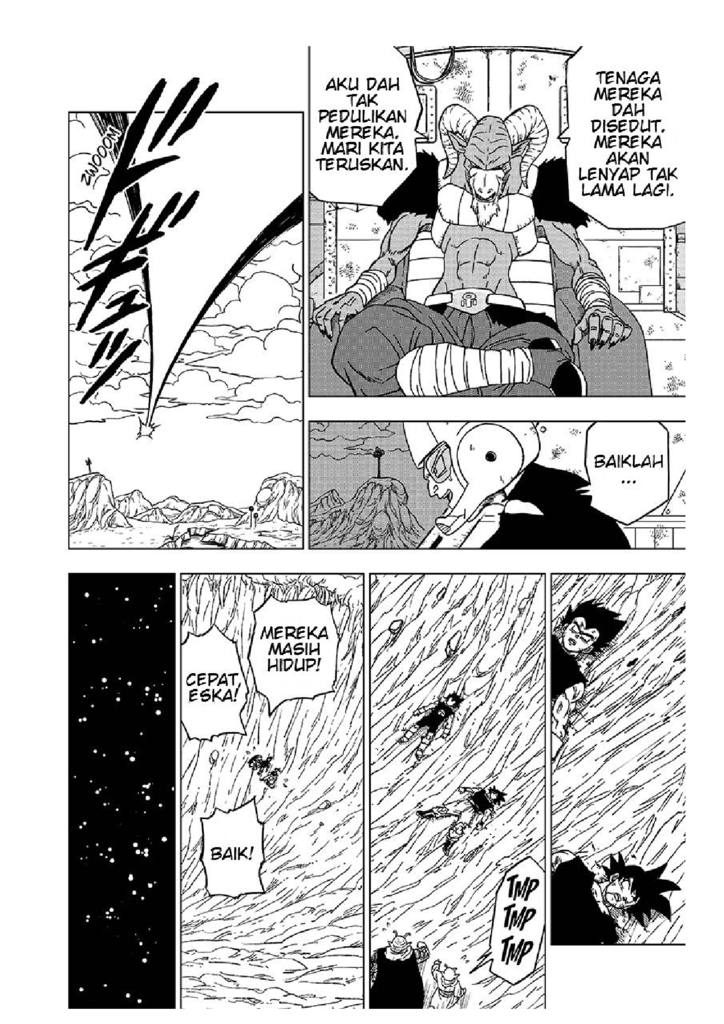 TENAGA
MEREKA
DAH
DISEDUT.
MEREKA
AKAN
LENYAP TAK
LAMA LAGI.
AKU DAH
TAK
PEDULIKAN
MEREKA.
MARI KITA
TERUSKAN.
ZWOOOM
ドドギュ
BAIKLAH
...
TMP
TMP
TMP
MEREKA
MASIH
HIDUP!
CEPAT,
ESKA!
BAIK!